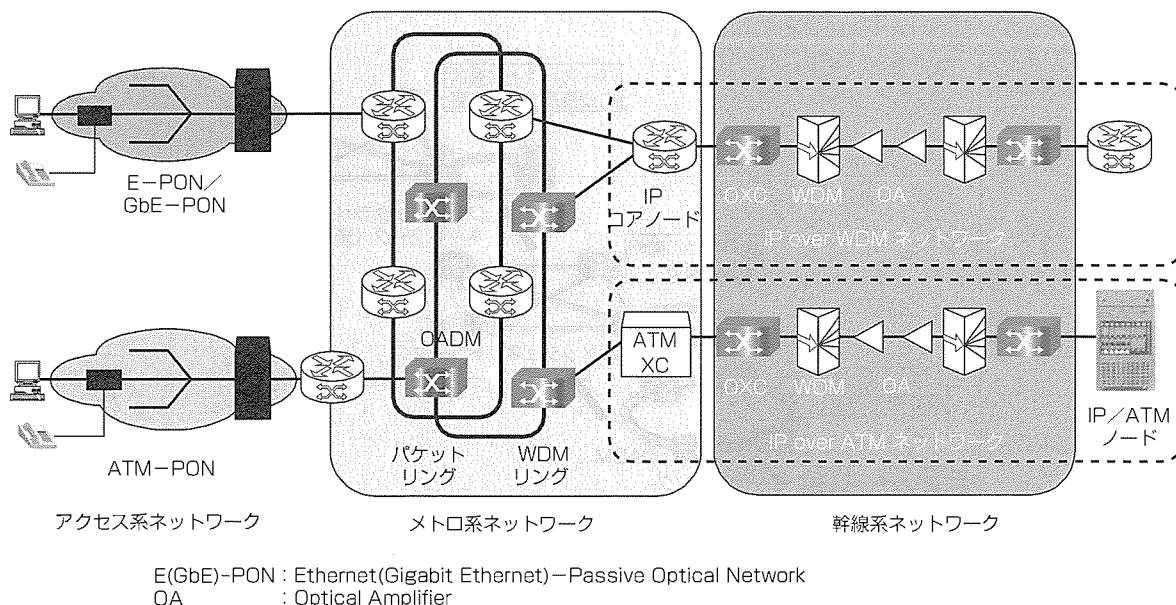 E－PON／
GbE－PON
IP
コアノード
OXC
WDM
OA
IP over WDM ネットワーク
OADM
ATM
XC
OXC
WDM
OA
IP／ATM
ノード
IP over ATM ネットワーク
ATM－PON
パケット
リング
WDM
リング
アクセス系ネットワーク
メトロ系ネットワーク
幹線系ネットワーク
E(GbE)-PON : Ethernet(Gigabit Ethernet)－Passive Optical Network
OA : Optical Amplifier